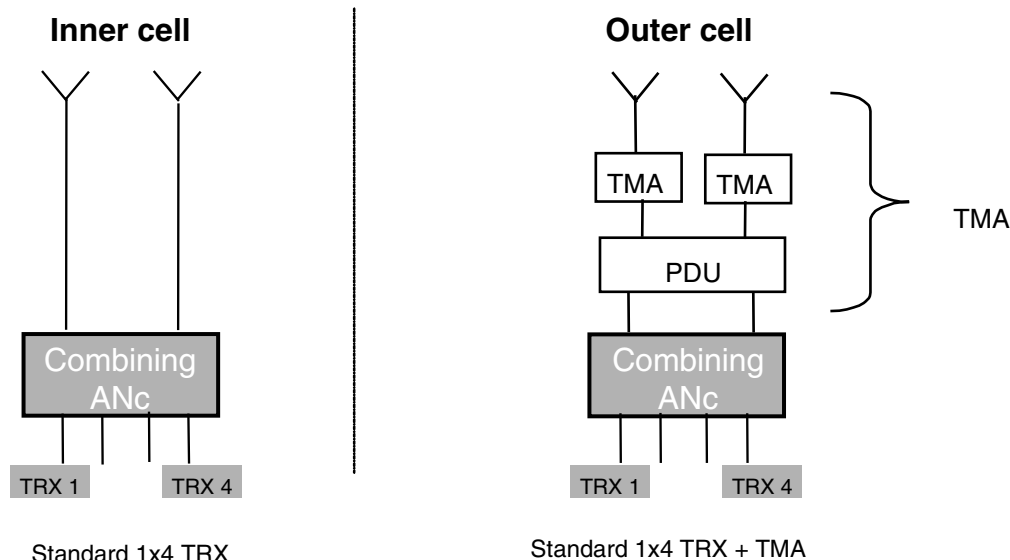 Inner cell
Outer cell
TMA
TMA
TMA
PDU
Combining
ANc
Combining
ANc
TRX 1
TRX 4
TRX 1
TRX 4
Standard 1x4 TRX
Standard 1x4 TRX + TMA